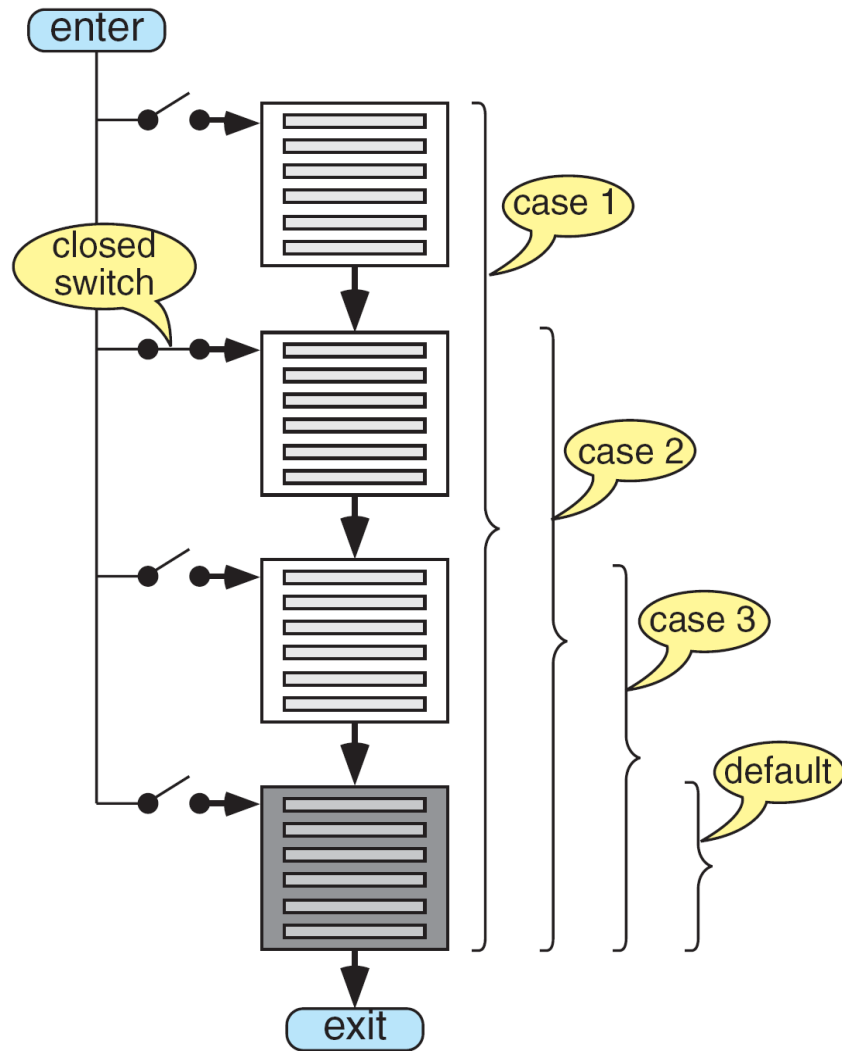 enter
case 1
closed
switch
case 2
case 3
default
exit